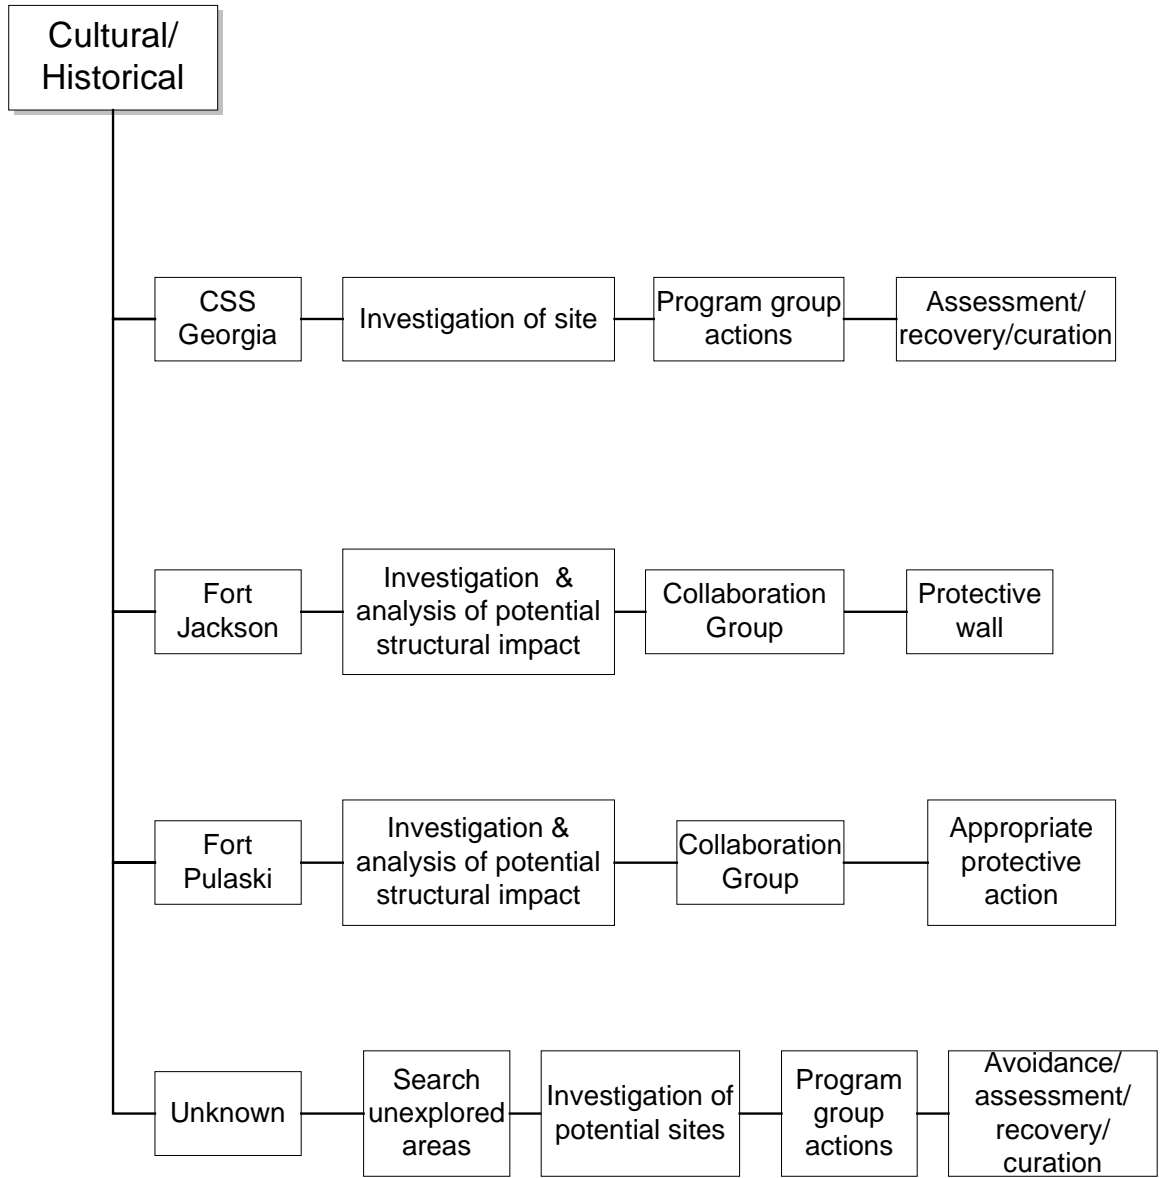 Cultural/
Historical
CSS
Georgia
Investigation of site
Program group
actions
Assessment/
recovery/curation
Fort
Jackson
Investigation  &
analysis of potential
structural impact
Collaboration
Group
Protective
wall
Fort
Pulaski
Investigation &
analysis of potential
structural impact
Collaboration
Group
Appropriate
protective
action
Unknown
Search
unexplored
areas
Investigation of
potential sites
Program
group
actions
Avoidance/
assessment/
recovery/
curation